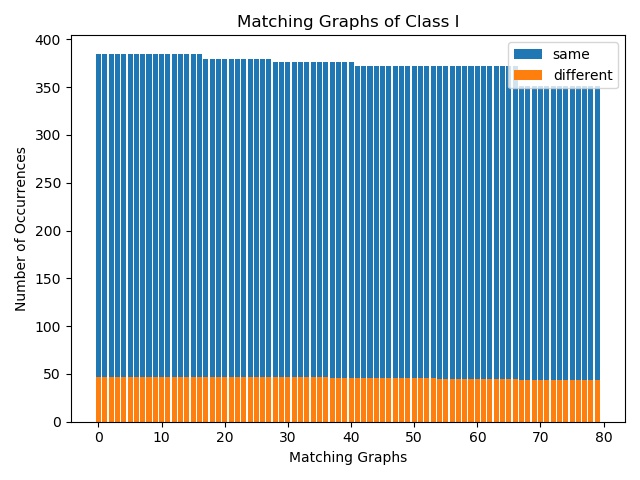 Matching Graphs of Class I
400
350
300
250
200
150
100
50
0
Number of Occurrences
same
different
0 10 20 30 40 50 60 70 80
Matching Graphs